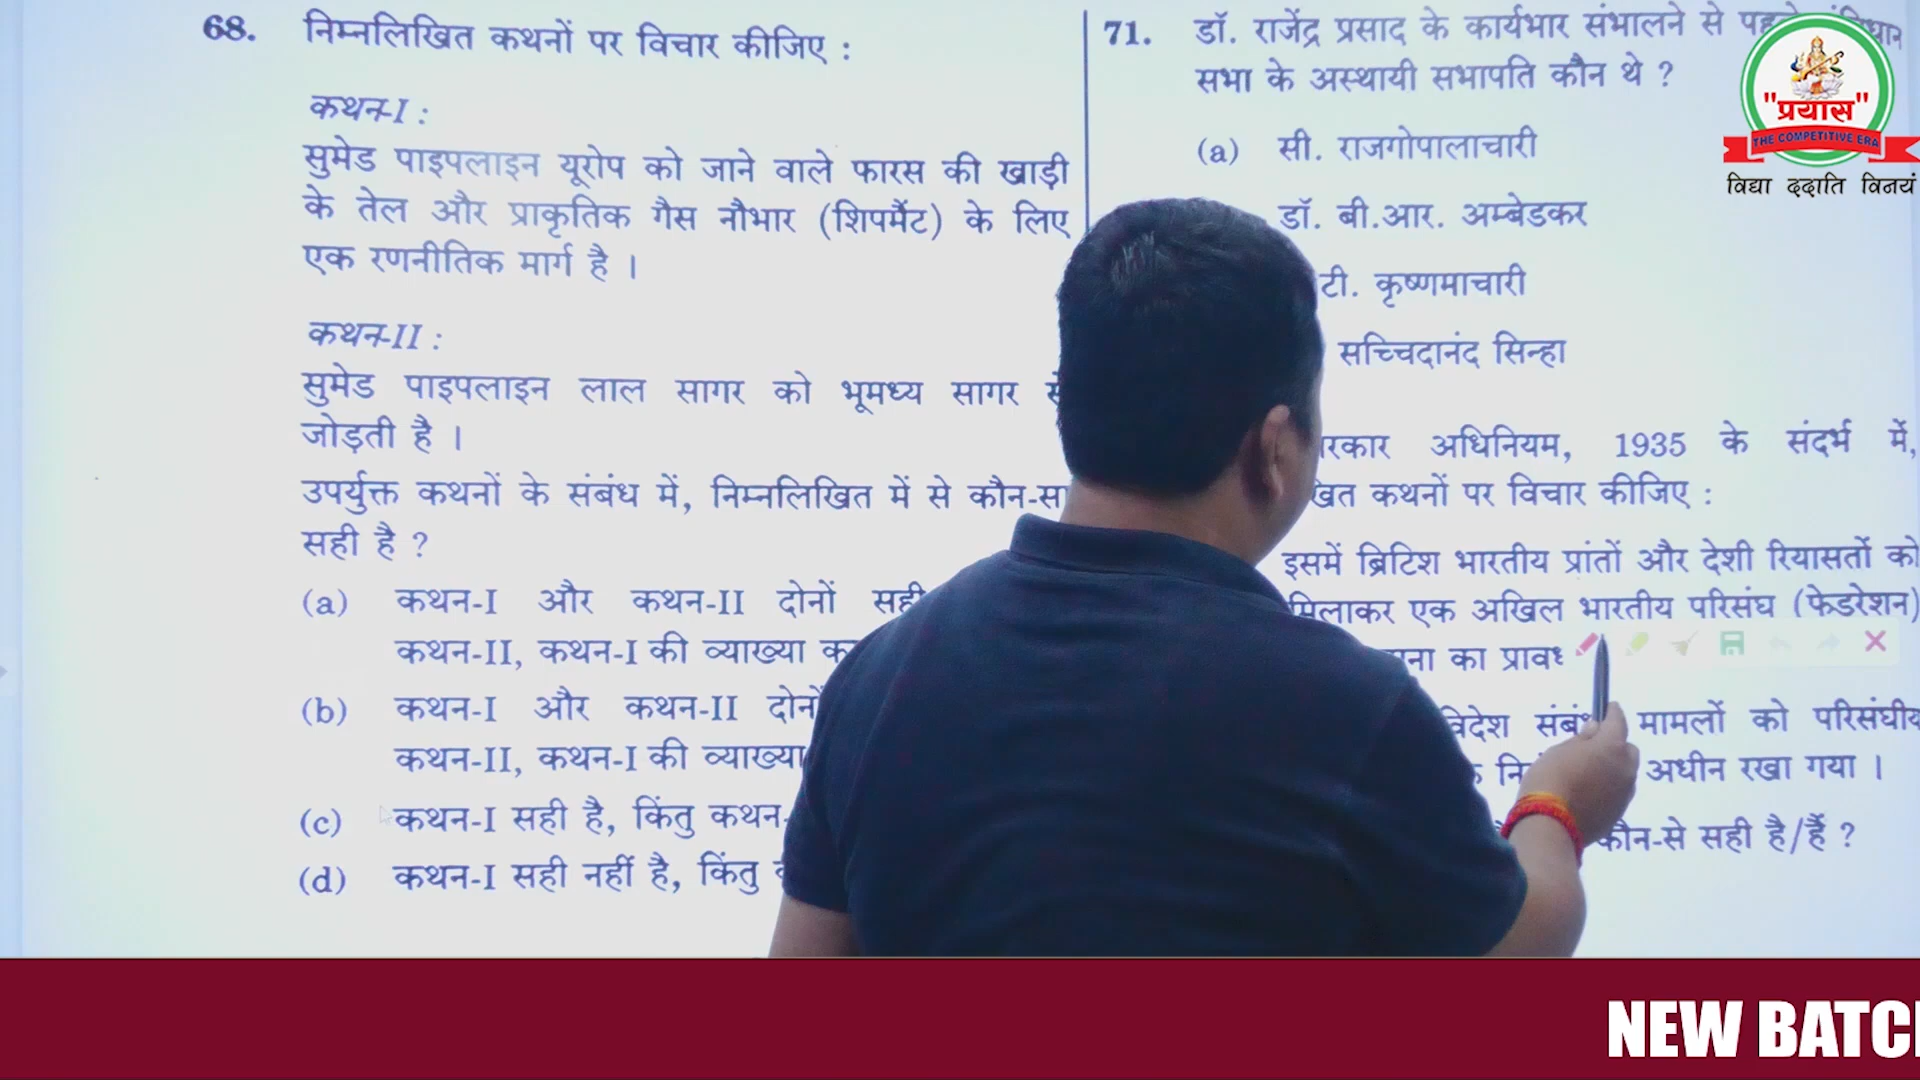 68. निम्नलिखित कथनों पर विचार कीजिए :
कथन-I :
सुमेड पाइपलाइन यूरोप को जाने वाले फारस की खाड़ी
के तेल और प्राकृतिक गैस नौभार (शिपमैंट) के लिए
एक रणनीतिक मार्ग है ।
कथन-II :
सुमेड पाइपलाइन लाल सागर को भूमध्य सागर से
जोड़ती है ।
उपर्युक्त कथनों के संबंध में, निम्नलिखित में से कौन-सा
सही है ?
(a) कथन-I और कथन-II दोनों सही
कथन-II, कथन-I की व्याख्या
(b) कथन-I और कथन-II दोनों
कथन-II, कथन-I की व्याख्या
(c) कथन-I सही है, किंतु कथन-
(d) कथन-I सही नहीं है, किंतु
71. डॉ. राजेंद्र प्रसाद के कार्यभार संभालने से
सभा के अस्थायी सभापति कौन थे ?
(a) सी. राजगोपालाचारी
डॉ. बी.आर. अम्बेडकर
टी. कृष्णमाचारी
सच्चिदानंद सिन्हा
अधिनियम, 1935 के संदर्भ में,
कथनों पर विचार कीजिए :
इसमें ब्रिटिश भारतीय प्रांतों और देशी रियासतों को
मिलाकर एक अखिल भारतीय परिसंघ (फेडरेशन)
का
विदेश मामलों को परिसंघीय
अधीन रखा गया ।
कौन-से सही है/हैं ?
"प्रयास"
THE COMPETITIVE ERA
विद्या ददाति विनयं
NEW BATC